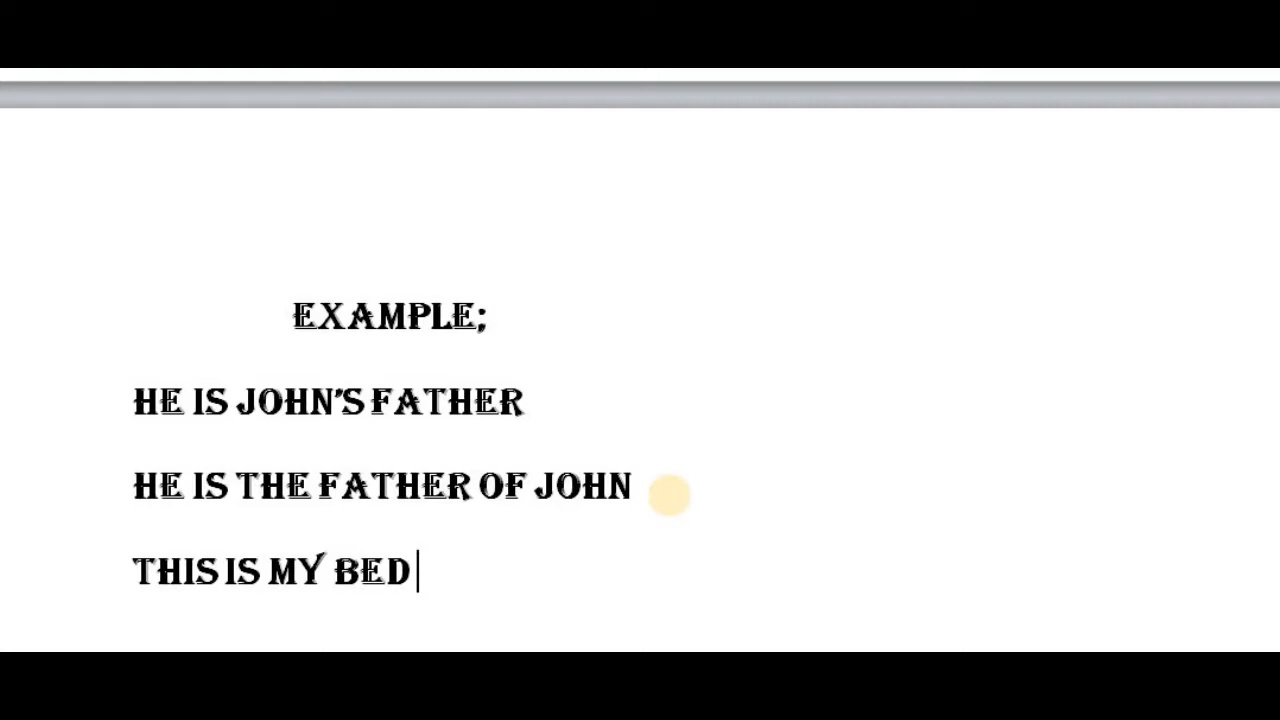 EXAMPLE;
HE IS JOHN'S FATHER
HE IS THE FATHER OF JOHN
THIS IS MY BED